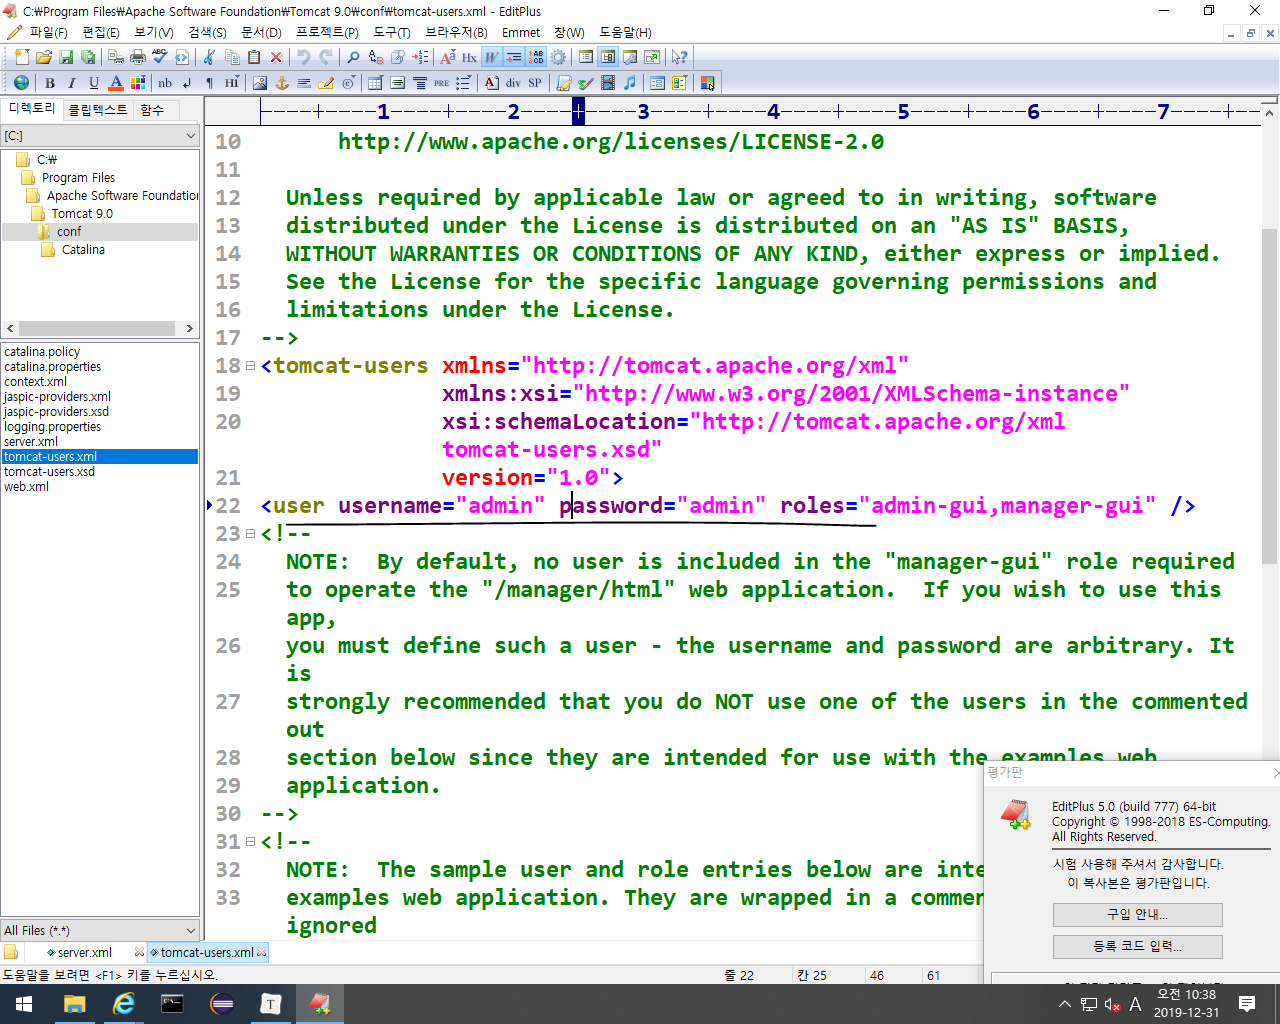 C:￦Program Files￦Apache Software Foundation￦Tomcat 9.0￦conf￦tomcat-users.xml - EditPlus
파일(F) 편집(E) 보기(V) 검색(S) 문서(D) 프로젝트(P) 도구(T) 브라우저(B) Emmet 창(W) 도움말(H)
Hx W
B I U A nb ↵ ¶ HI PRE A div SP
디렉토리 클립텍스트 함수
[C:]
C:￦
Program Files
Apache Software Foundation
Tomcat 9.0
conf
Catalina
catalina.policy
catalina.properties
context.xml
jaspic-providers.xml
jaspic-providers.xsd
logging.properties
server.xml
tomcat-users.xml
tomcat-users.xsd
web.xml
All Files (*.*)
----+----1----+----2----+----3----+----4----+----5----+----6----+----7----+--
10 http://www.apache.org/licenses/LICENSE-2.0
11
12 Unless required by applicable law or agreed to in writing, software
13 distributed under the License is distributed on an "AS IS" BASIS,
14 WITHOUT WARRANTIES OR CONDITIONS OF ANY KIND, either express or implied.
15 See the License for the specific language governing permissions and
16 limitations under the License.
17 -->
18 <tomcat-users xmlns="http://tomcat.apache.org/xml"
19 xmlns:xsi="http://www.w3.org/2001/XMLSchema-instance"
20 xsi:schemaLocation="http://tomcat.apache.org/xml
tomcat-users.xsd"
21 version="1.0">
22 <user username="admin" password="admin" roles="admin-gui,manager-gui" />
23 <!--
24 NOTE:  By default, no user is included in the "manager-gui" role required
25 to operate the "/manager/html" web application.  If you wish to use this
app,
26 you must define such a user - the username and password are arbitrary. It
is
27 strongly recommended that you do NOT use one of the users in the commented
out
28 section below since they are intended for use with the examples web
29 application.
30 -->
31 <!--
32 NOTE:  The sample user and role entries below are inte
33 examples web application. They are wrapped in a commen
ignored
평가판
EditPlus 5.0 (build 777) 64-bit
Copyright © 1998-2018 ES-Computing.
All Rights Reserved.
시험 사용해 주셔서 감사합니다.
이 복사본은 평가판입니다.
구입 안내...
등록 코드 입력...
server.xml tomcat-users.xml
도움말을 보려면 <F1> 키를 누르십시오. 줄 22 칸 25 46 61
A 오전 10:38
2019-12-31